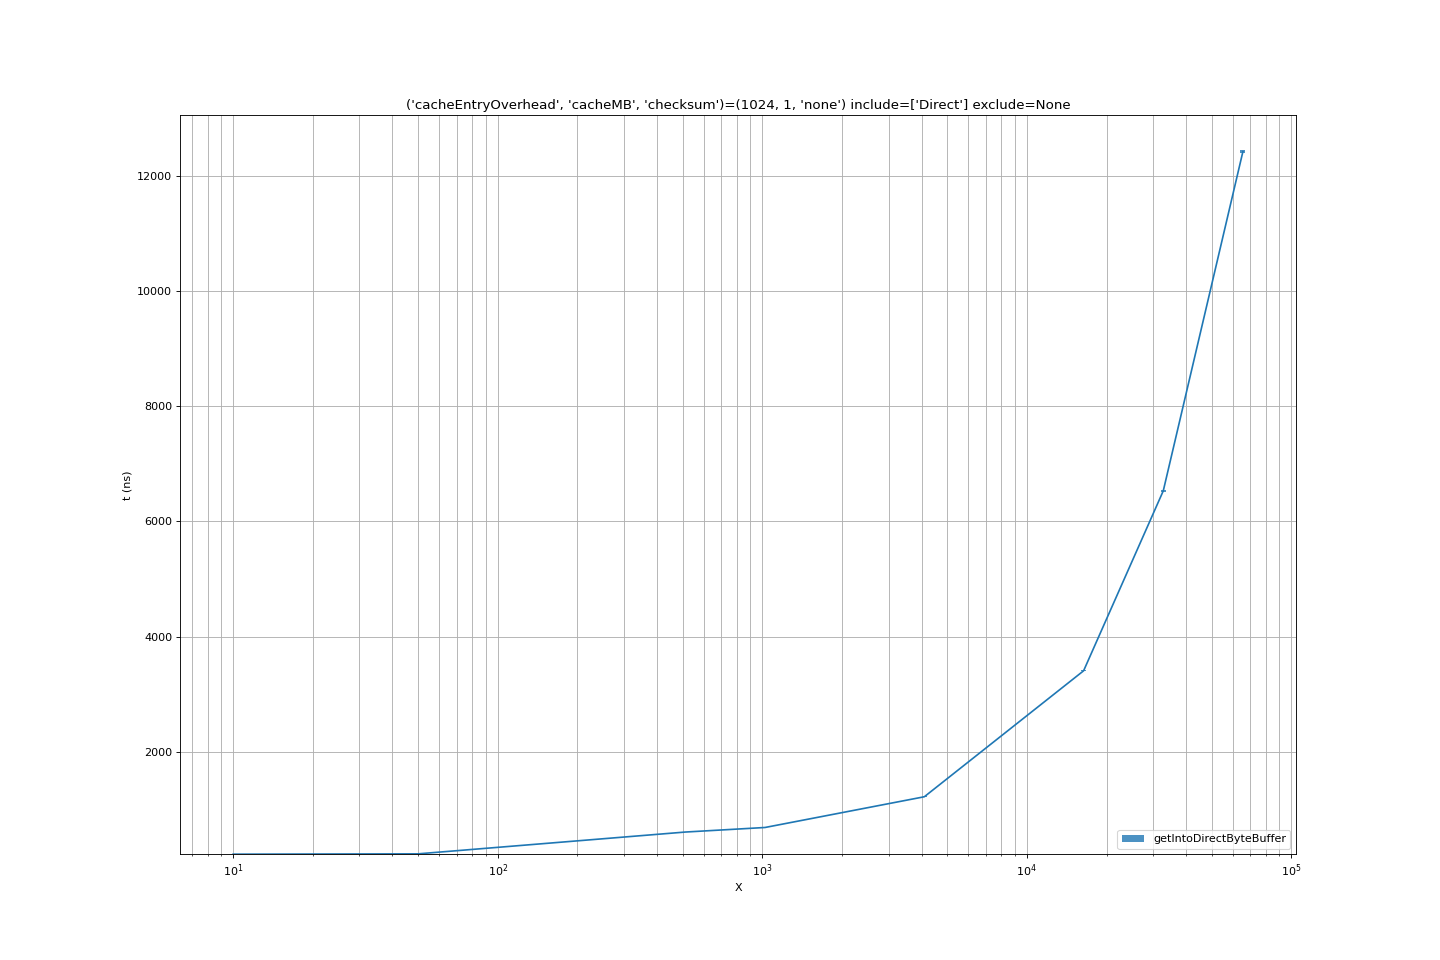 ('cacheEntryOverhead', 'cacheMB', 'checksum')=(1024, 1, 'none') include=['Direct'] exclude=None
12000
10000
8000
6000
4000
2000
t (ns)
10¹
10²
10³
10⁴
10⁵
X
getIntoDirectByteBuffer